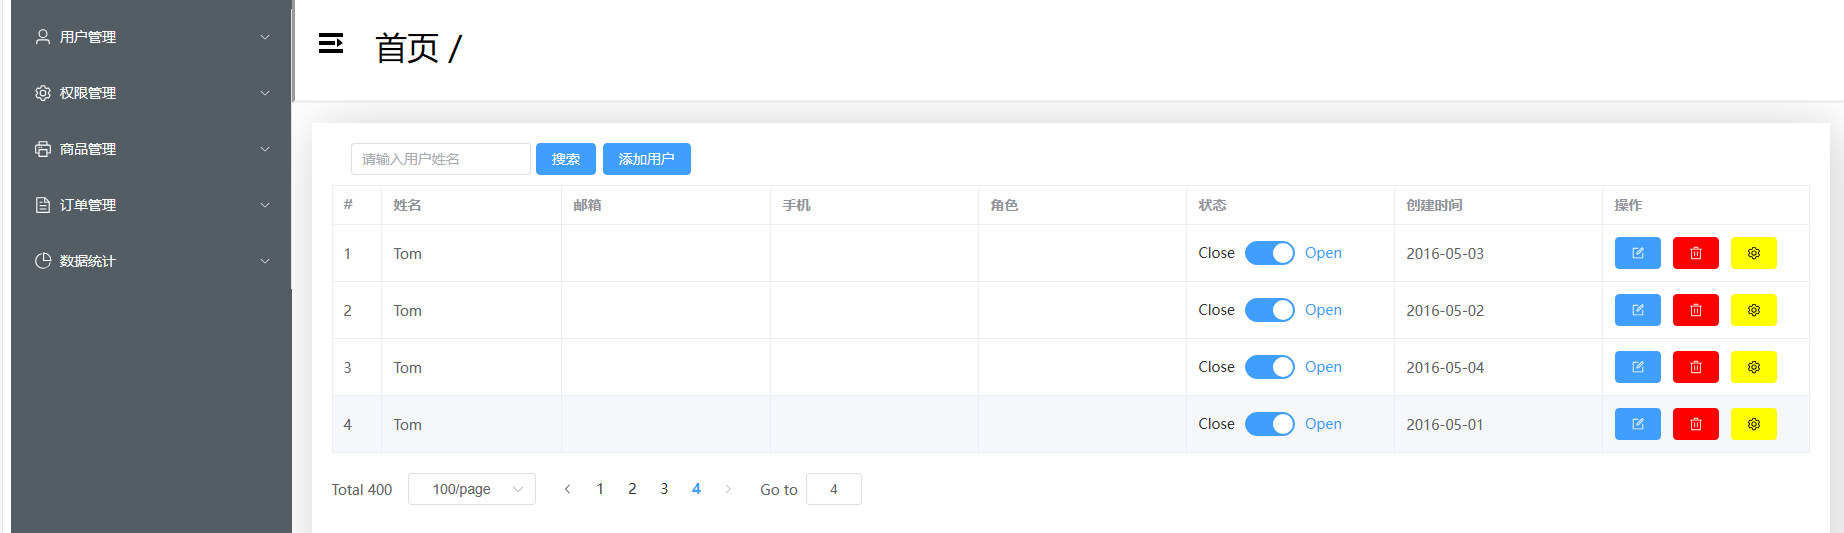 用户管理
权限管理
商品管理
订单管理
数据统计
首页 /
请输入用户姓名 搜索 添加用户
# 姓名 邮箱 手机 角色 状态 创建时间 操作
1 Tom Close Open 2016-05-03
2 Tom Close Open 2016-05-02
3 Tom Close Open 2016-05-04
4 Tom Close Open 2016-05-01
Total 400 100/page 1 2 3 4 Go to 4